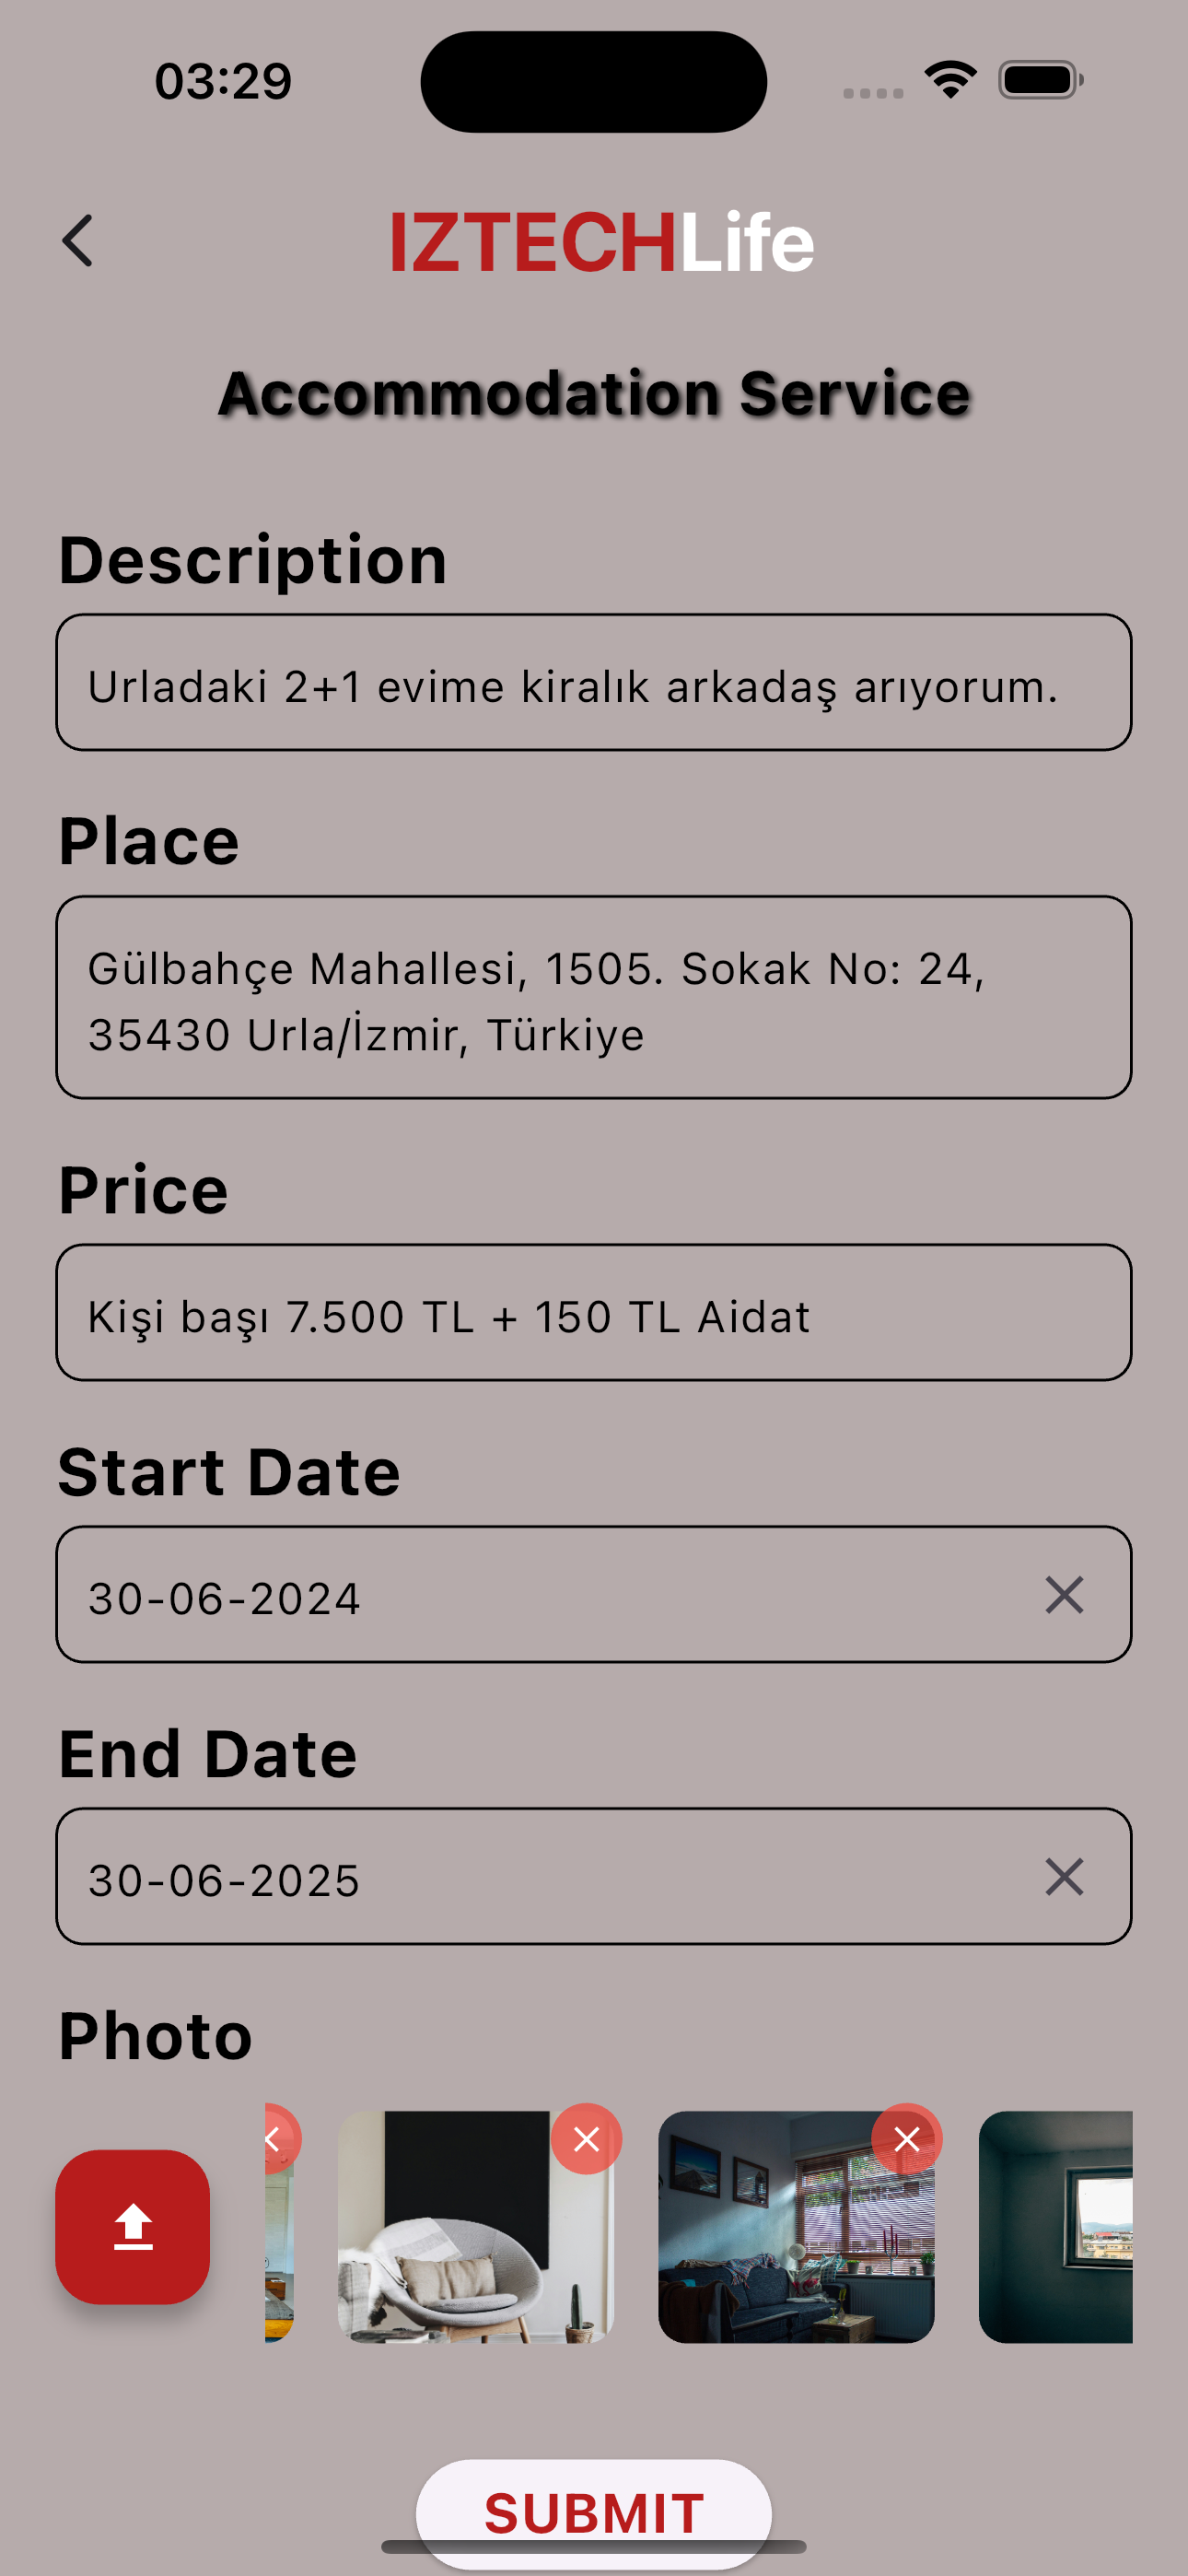 03:29
IZTECHLife
Accommodation Service
Description
Urladaki 2+1 evime kiralık arkadaş arıyorum.
Place
Gülbahçe Mahallesi, 1505. Sokak No: 24,
35430 Urla/İzmir, Türkiye
Price
Kişi başı 7.500 TL + 150 TL Aidat
Start Date
30-06-2024
End Date
30-06-2025
Photo
SUBMIT